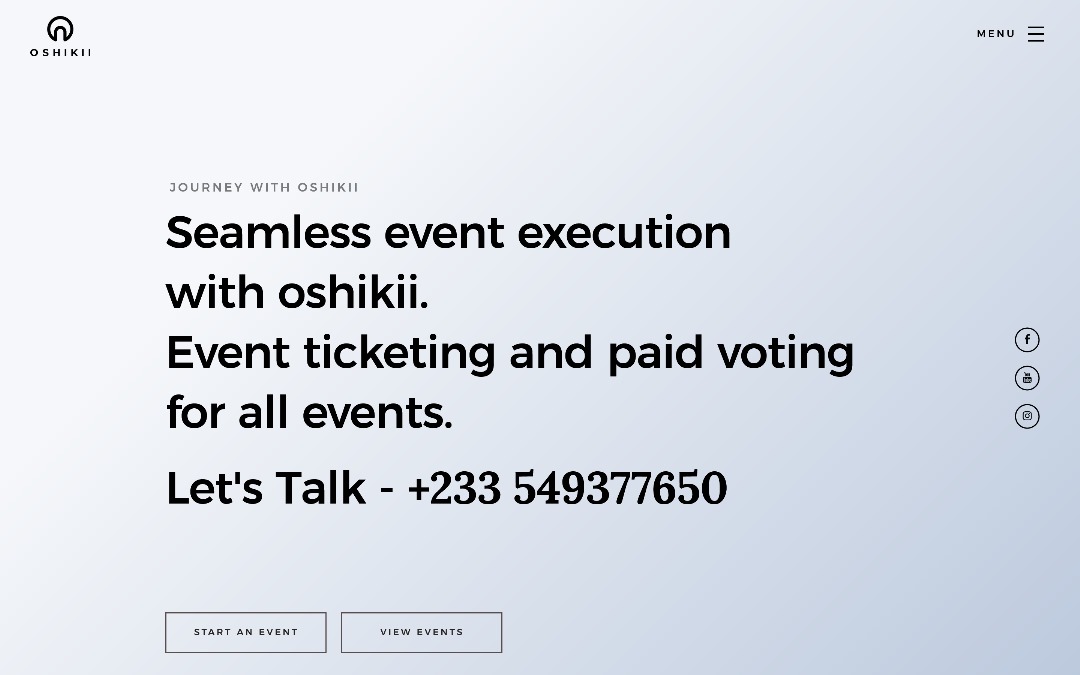 OSHIKII
MENU
JOURNEY WITH OSHIKII
Seamless event execution
with oshikii.
Event ticketing and paid voting
for all events.
Let's Talk - +233 549377650
START AN EVENT
VIEW EVENTS